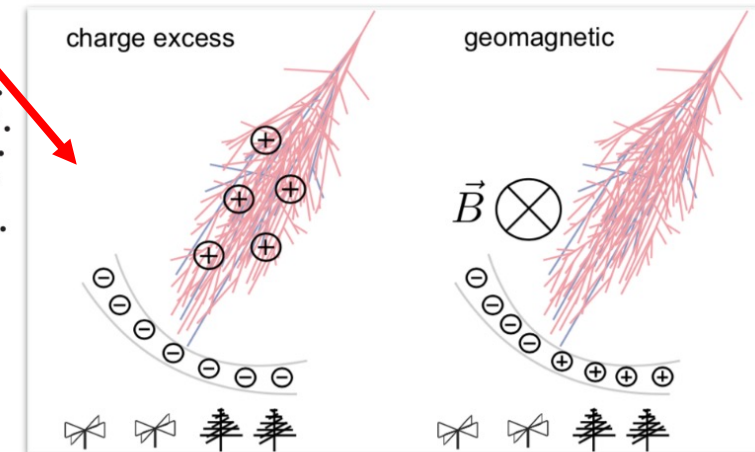 charge excess
geomagnetic
+
+
+
+
+
B⃗
− − − − − − −
− − − − + + + +